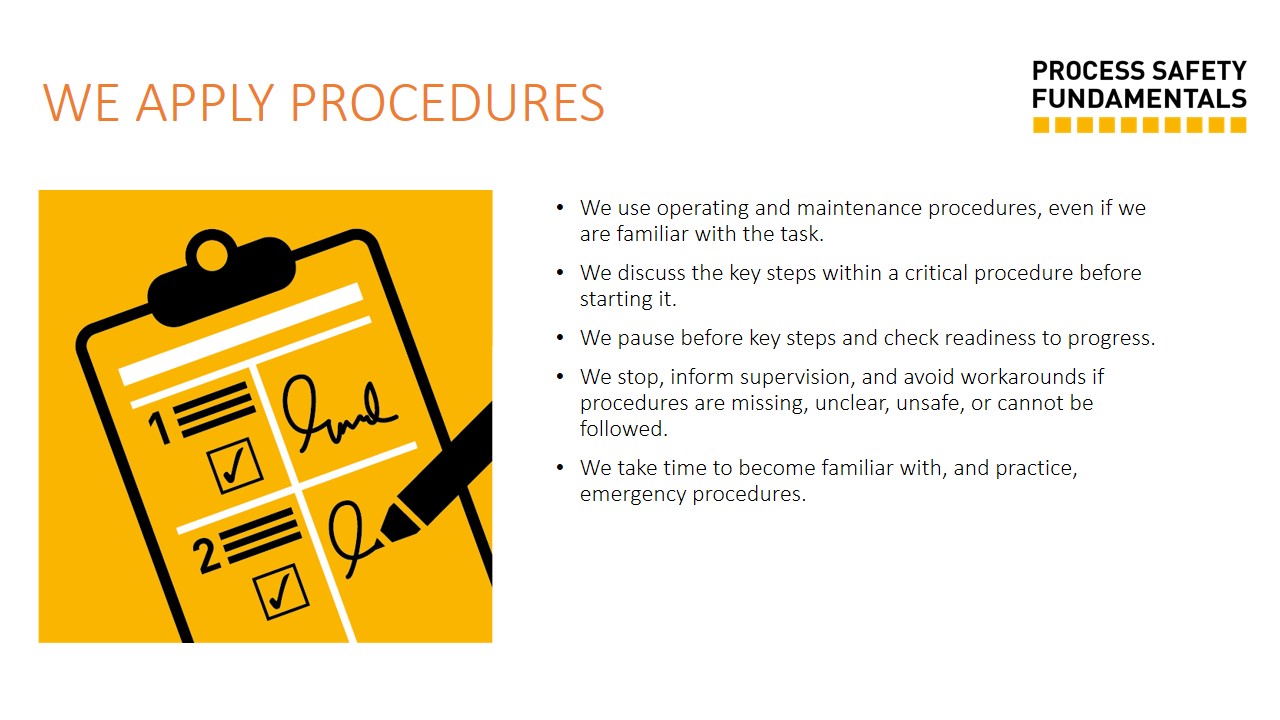 WE APPLY PROCEDURES
PROCESS SAFETY
FUNDAMENTALS
• We use operating and maintenance procedures, even if we
are familiar with the task.
• We discuss the key steps within a critical procedure before
starting it.
• We pause before key steps and check readiness to progress.
• We stop, inform supervision, and avoid workarounds if
procedures are missing, unclear, unsafe, or cannot be
followed.
• We take time to become familiar with, and practice,
emergency procedures.
1
2